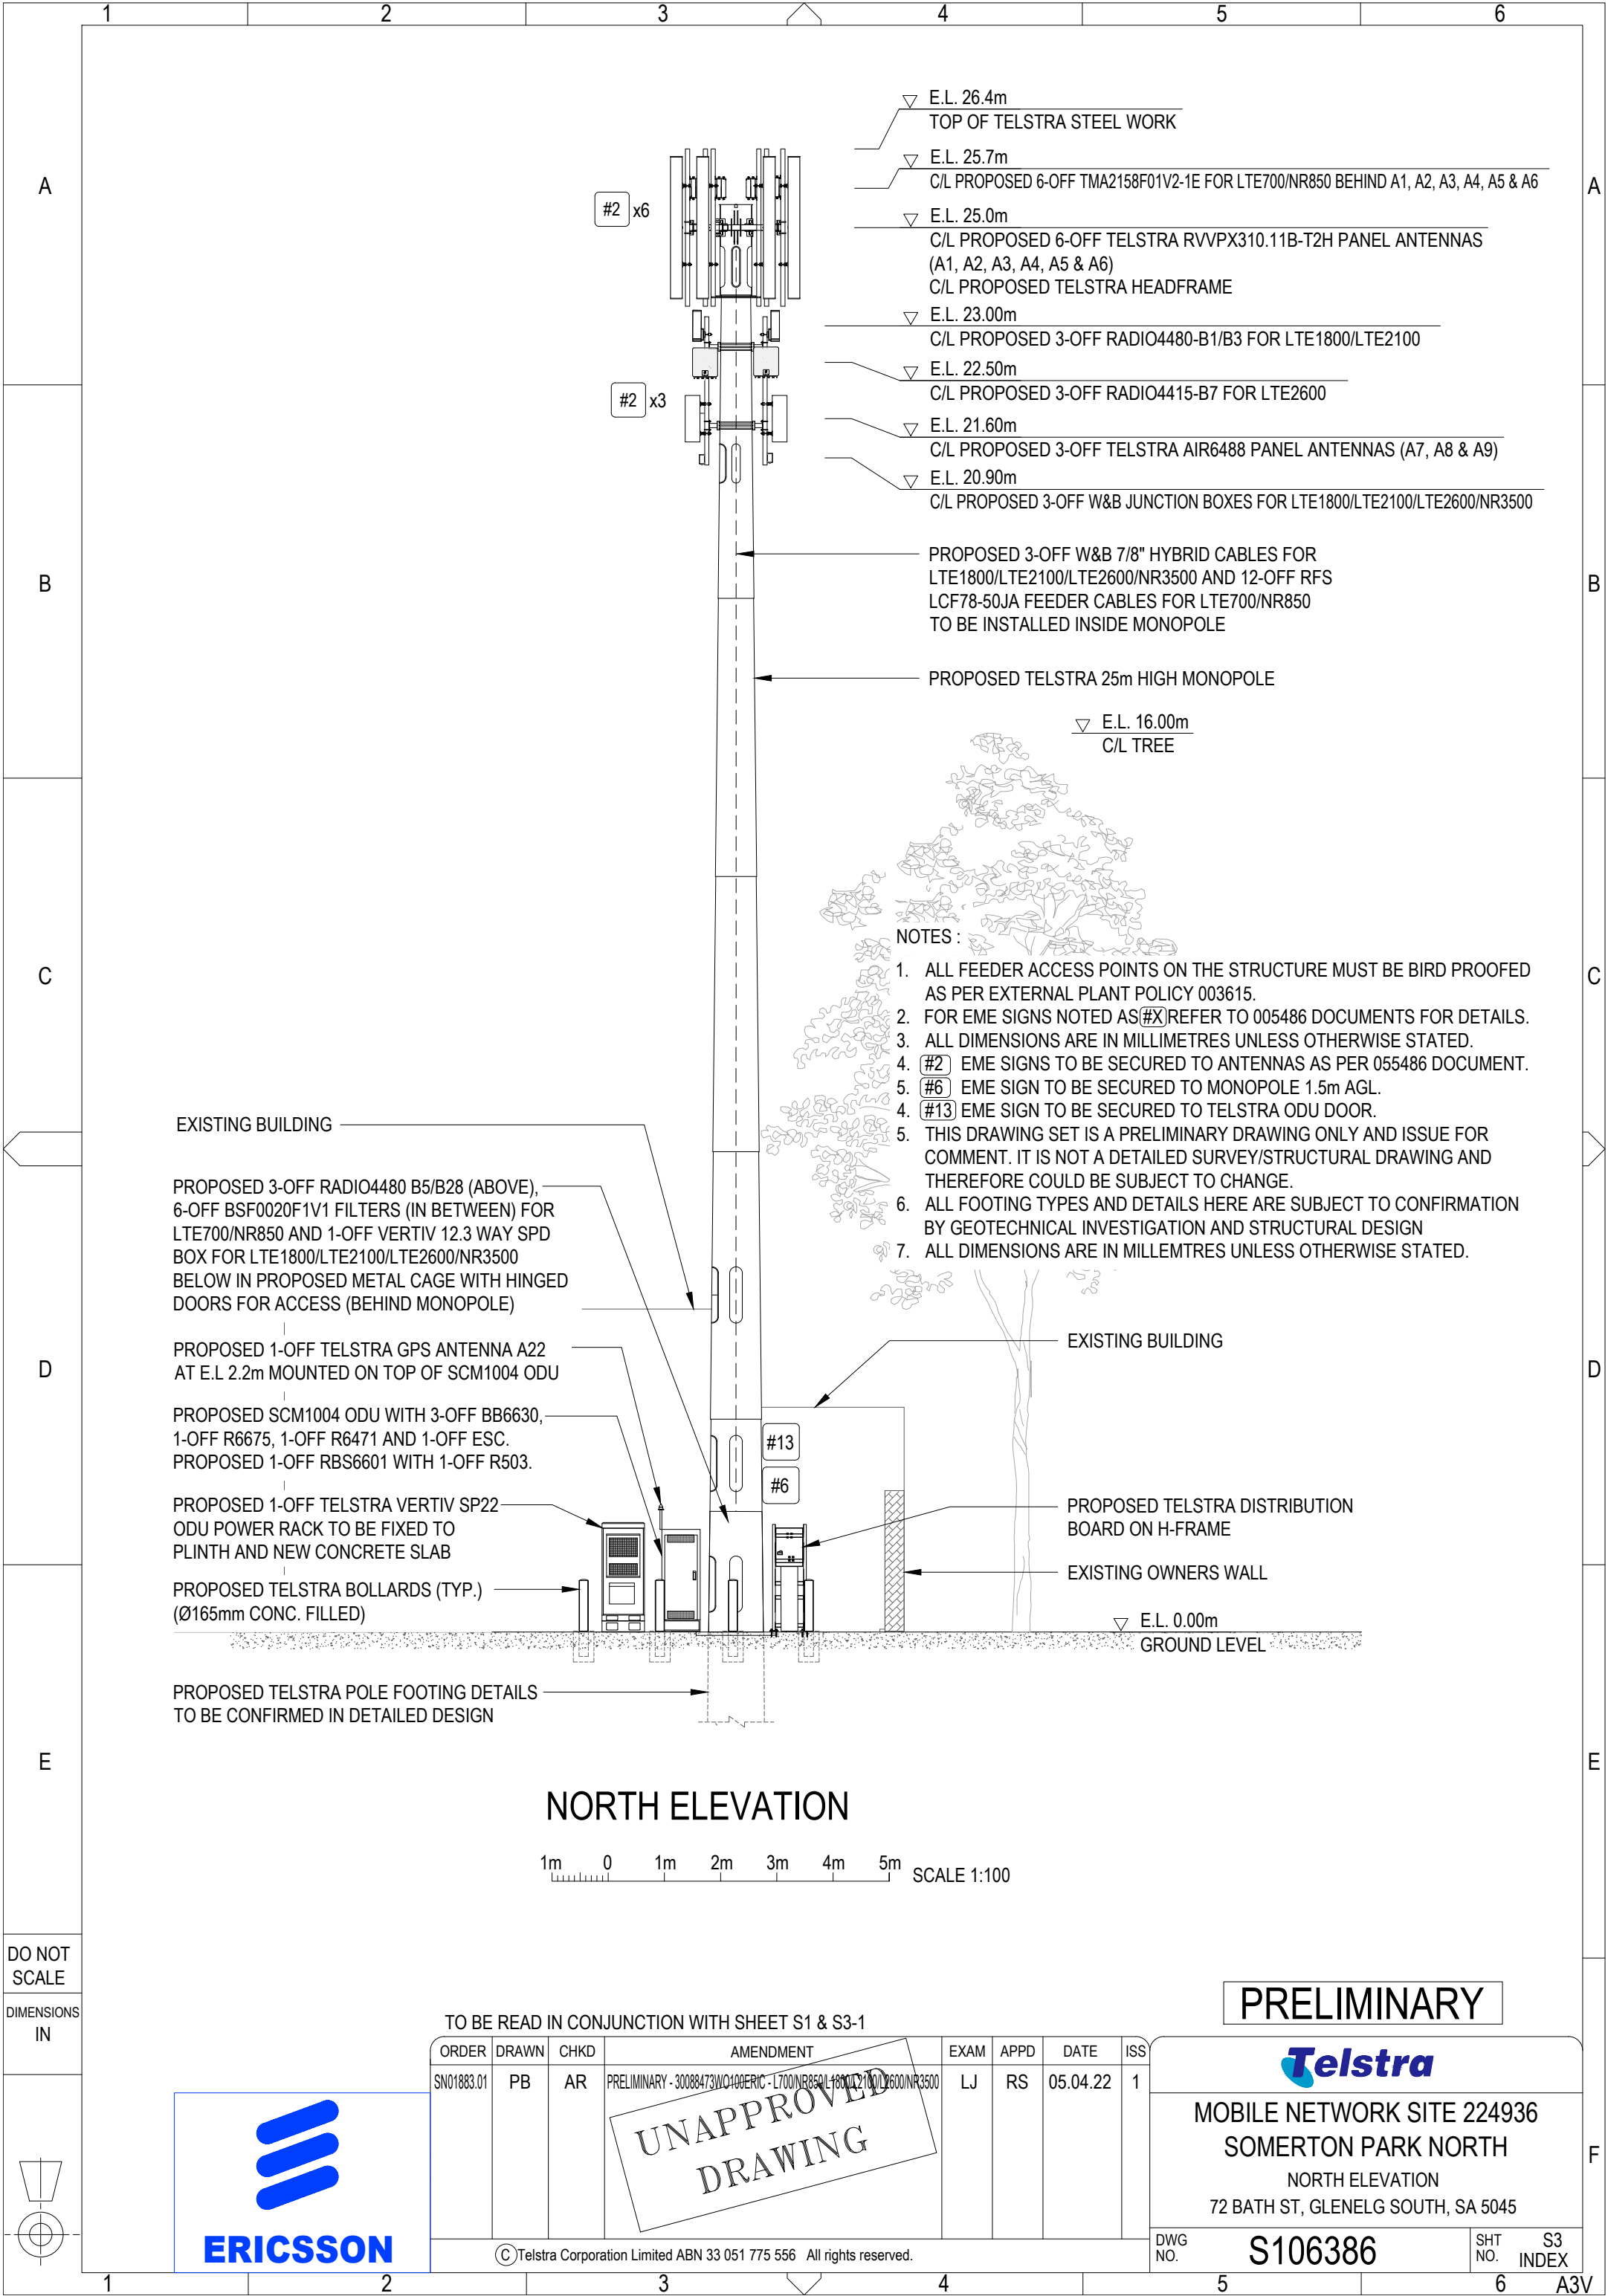 1 2 3 4 5 6
E.L. 26.4m
TOP OF TELSTRA STEEL WORK
E.L. 25.7m
C/L PROPOSED 6-OFF TMA2158F01V2-1E FOR LTE700/NR850 BEHIND A1, A2, A3, A4, A5 & A6
A A
#2 x6
E.L. 25.0m
C/L PROPOSED 6-OFF TELSTRA RVVPX310.11B-T2H PANEL ANTENNAS
(A1, A2, A3, A4, A5 & A6)
C/L PROPOSED TELSTRA HEADFRAME
E.L. 23.00m
C/L PROPOSED 3-OFF RADIO4480-B1/B3 FOR LTE1800/LTE2100
E.L. 22.50m
C/L PROPOSED 3-OFF RADIO4415-B7 FOR LTE2600
#2 x3
E.L. 21.60m
C/L PROPOSED 3-OFF TELSTRA AIR6488 PANEL ANTENNAS (A7, A8 & A9)
E.L. 20.90m
C/L PROPOSED 3-OFF W&B JUNCTION BOXES FOR LTE1800/LTE2100/LTE2600/NR3500
PROPOSED 3-OFF W&B 7/8" HYBRID CABLES FOR
LTE1800/LTE2100/LTE2600/NR3500 AND 12-OFF RFS
LCF78-50JA FEEDER CABLES FOR LTE700/NR850
TO BE INSTALLED INSIDE MONOPOLE
B B
PROPOSED TELSTRA 25m HIGH MONOPOLE
E.L. 16.00m
C/L TREE
NOTES :
1. ALL FEEDER ACCESS POINTS ON THE STRUCTURE MUST BE BIRD PROOFED
AS PER EXTERNAL PLANT POLICY 003615.
C C
2. FOR EME SIGNS NOTED AS #X REFER TO 005486 DOCUMENTS FOR DETAILS.
3. ALL DIMENSIONS ARE IN MILLIMETRES UNLESS OTHERWISE STATED.
4. #2 EME SIGNS TO BE SECURED TO ANTENNAS AS PER 055486 DOCUMENT.
5. #6 EME SIGN TO BE SECURED TO MONOPOLE 1.5m AGL.
4. #13 EME SIGN TO BE SECURED TO TELSTRA ODU DOOR.
5. THIS DRAWING SET IS A PRELIMINARY DRAWING ONLY AND ISSUE FOR
COMMENT. IT IS NOT A DETAILED SURVEY/STRUCTURAL DRAWING AND
THEREFORE COULD BE SUBJECT TO CHANGE.
6. ALL FOOTING TYPES AND DETAILS HERE ARE SUBJECT TO CONFIRMATION
BY GEOTECHNICAL INVESTIGATION AND STRUCTURAL DESIGN
7. ALL DIMENSIONS ARE IN MILLEMTRES UNLESS OTHERWISE STATED.
EXISTING BUILDING
PROPOSED 3-OFF RADIO4480 B5/B28 (ABOVE),
6-OFF BSF0020F1V1 FILTERS (IN BETWEEN) FOR
LTE700/NR850 AND 1-OFF VERTIV 12.3 WAY SPD
BOX FOR LTE1800/LTE2100/LTE2600/NR3500
BELOW IN PROPOSED METAL CAGE WITH HINGED
DOORS FOR ACCESS (BEHIND MONOPOLE)
PROPOSED 1-OFF TELSTRA GPS ANTENNA A22
AT E.L 2.2m MOUNTED ON TOP OF SCM1004 ODU
D D
EXISTING BUILDING
PROPOSED SCM1004 ODU WITH 3-OFF BB6630,
1-OFF R6675, 1-OFF R6471 AND 1-OFF ESC.
PROPOSED 1-OFF RBS6601 WITH 1-OFF R503.
#13
#6
PROPOSED 1-OFF TELSTRA VERTIV SP22
ODU POWER RACK TO BE FIXED TO
PLINTH AND NEW CONCRETE SLAB
PROPOSED TELSTRA DISTRIBUTION
BOARD ON H-FRAME
EXISTING OWNERS WALL
PROPOSED TELSTRA BOLLARDS (TYP.)
(Ø165mm CONC. FILLED)
E.L. 0.00m
GROUND LEVEL
PROPOSED TELSTRA POLE FOOTING DETAILS
TO BE CONFIRMED IN DETAILED DESIGN
E E
NORTH ELEVATION
1m 0 1m 2m 3m 4m 5m SCALE 1:100
DO NOT
SCALE
DIMENSIONS
IN
PRELIMINARY
TO BE READ IN CONJUNCTION WITH SHEET S1 & S3-1
ORDER DRAWN CHKD AMENDMENT EXAM APPD DATE ISS
SN01883.01 PB AR PRELIMINARY - 30088473WO100ERIC - L700/NR850/L1800/L2100/L2600/NR3500 LJ RS 05.04.22 1
UNAPPROVED
DRAWING
Telstra
MOBILE NETWORK SITE 224936
SOMERTON PARK NORTH
NORTH ELEVATION
72 BATH ST, GLENELG SOUTH, SA 5045
F
ERICSSON
C Telstra Corporation Limited ABN 33 051 775 556 All rights reserved.
DWG
NO.
S106386
SHT
NO.
S3
INDEX
1 2 3 4 5 6 A3V